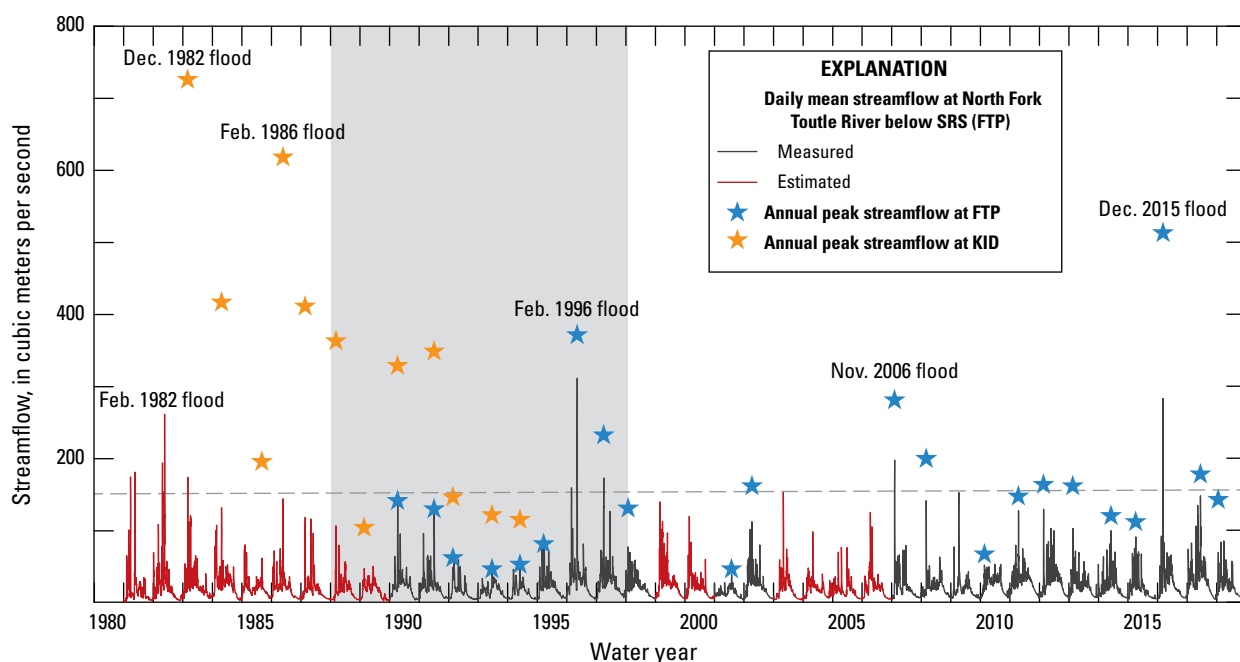 800
Dec. 1982 flood
Feb. 1986 flood
600
400
200
0
Feb. 1982 flood
Feb. 1996 flood
Nov. 2006 flood
Dec. 2015 flood
EXPLANATION
Daily mean streamflow at North Fork
Toutle River below SRS (FTP)
Measured
Estimated
Annual peak streamflow at FTP
Annual peak streamflow at KID
Streamflow, in cubic meters per second
1980 1985 1990 1995 2000 2005 2010 2015
Water year